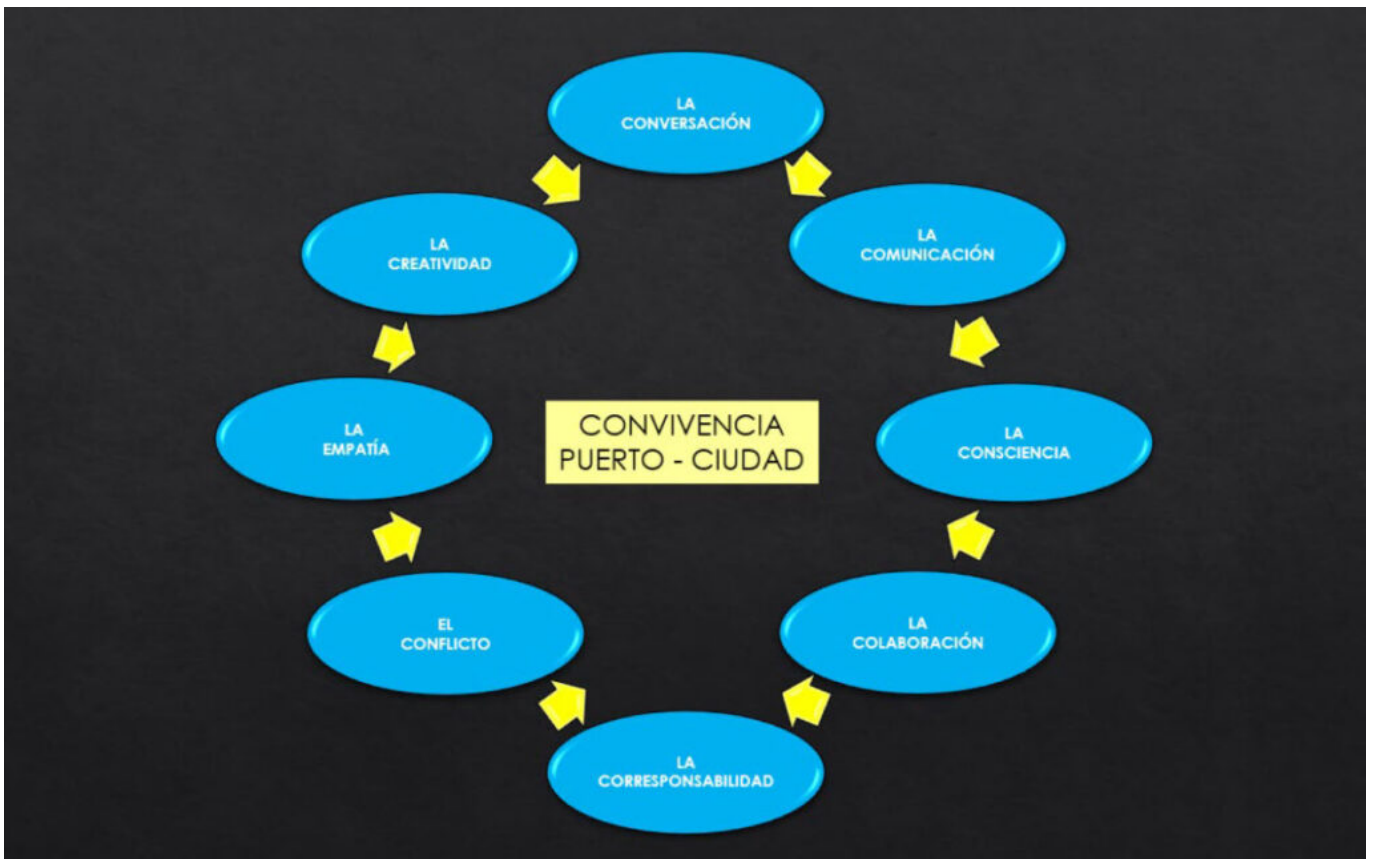 LA
CONVERSACIÓN
LA
COMUNICACIÓN
LA
CONSCIENCIA
LA
COLABORACIÓN
LA
CORRESPONSABILIDAD
EL
CONFLICTO
LA
EMPATÍA
LA
CREATIVIDAD
CONVIVENCIA
PUERTO - CIUDAD